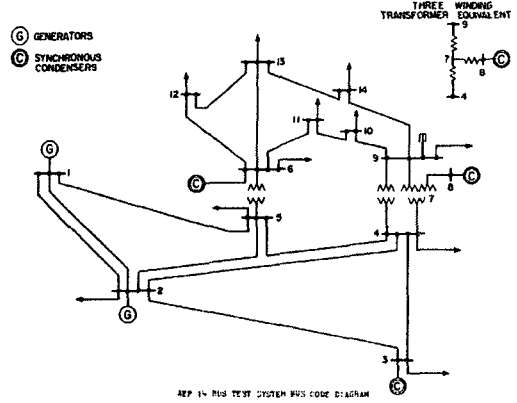 THREE WINDING
TRANSFORMER EQUIVALENT
9
7
8
C
4
G GENERATORS
C SYNCHRONOUS
CONDENSERS
13
14
12
11
10
9
C
6
G
1
C
8
7
5
4
2
G
3
C
AEP 14 BUS TEST SYSTEM BUS CODE DIAGRAM